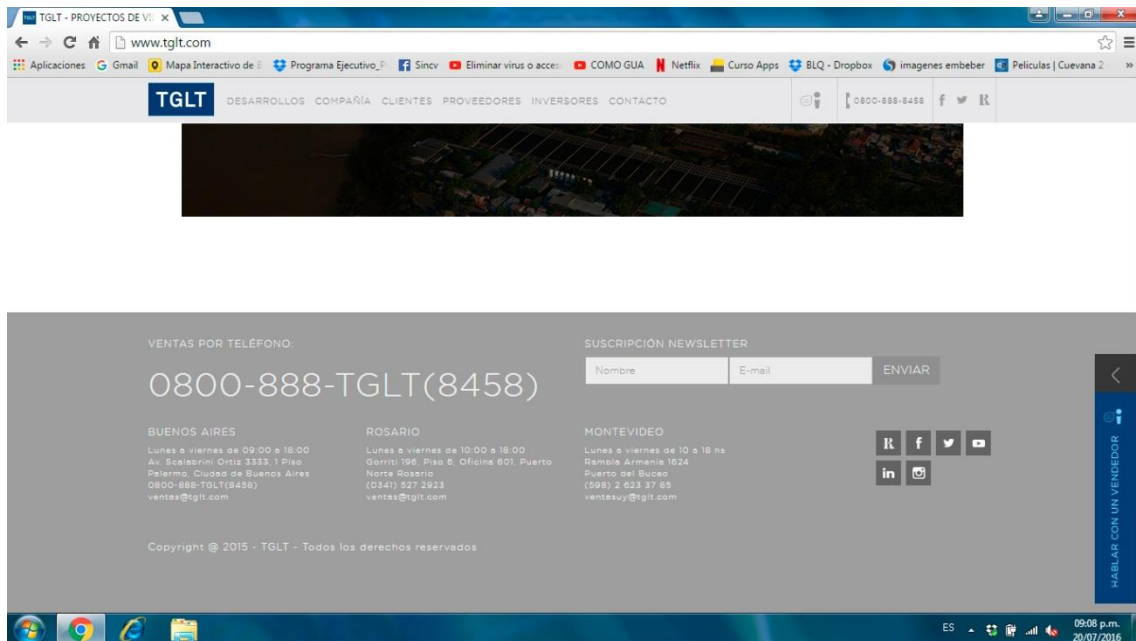 TGLT - PROYECTOS DE VI
www.tglt.com
Aplicaciones Gmail Mapa Interactivo de Programa Ejecutivo_P Sincv Eliminar virus o acces COMO GUA Netflix Curso Apps BLQ - Dropbox imagenes embeber Peliculas | Cuevana 2 »
TGLT DESARROLLOS COMPAÑÍA CLIENTES PROVEEDORES INVERSORES CONTACTO 0800-888-8458
VENTAS POR TELÉFONO:
0800-888-TGLT(8458)
SUSCRIPCIÓN NEWSLETTER
Nombre E-mail ENVIAR
BUENOS AIRES
Lunes a viernes de 09:00 a 18:00
Av. Scalabrini Ortiz 3333, 1 Piso
Palermo, Ciudad de Buenos Aires
0800-888-TGLT(8458)
ventas@tglt.com
ROSARIO
Lunes a viernes de 10:00 a 18:00
Gorriti 196, Piso 6, Oficina 601, Puerto
Norte Rosario
(0341) 527 2923
ventas@tglt.com
MONTEVIDEO
Lunes a viernes de 10 a 18 hs
Rambla Armenia 1624
Puerto del Buceo
(598) 2 623 37 85
ventasuy@tglt.com
HABLAR CON UN VENDEDOR
Copyright @ 2015 - TGLT - Todos los derechos reservados
ES 09:08 p.m.
20/07/2016